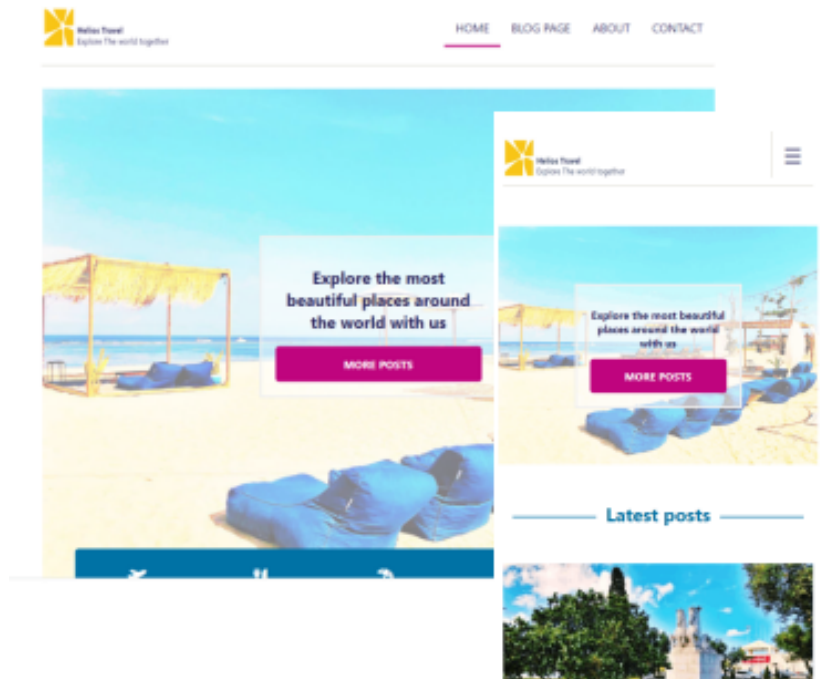 Helios Travel
Explore The world together
HOME BLOG PAGE ABOUT CONTACT
Explore the most
beautiful places around
the world with us
MORE POSTS
Helios Travel
Explore The world together
Explore the most beautiful
places around the world
with us
MORE POSTS
Latest posts